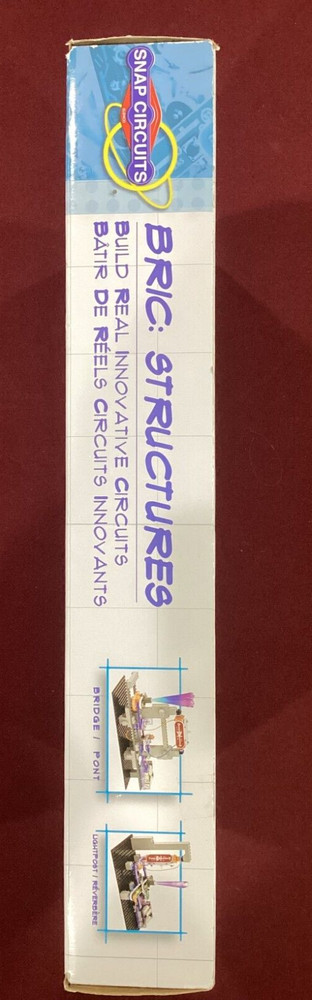 SNAP CIRCUITS
BRIC: STRUCTURES
BUILD REAL INNOVATIVE CIRCUITS
BÂTIR DE RÉELS CIRCUITS INNOVANTS
BRIDGE / PONT
LIGHTPOST / RÉVERBÈRE